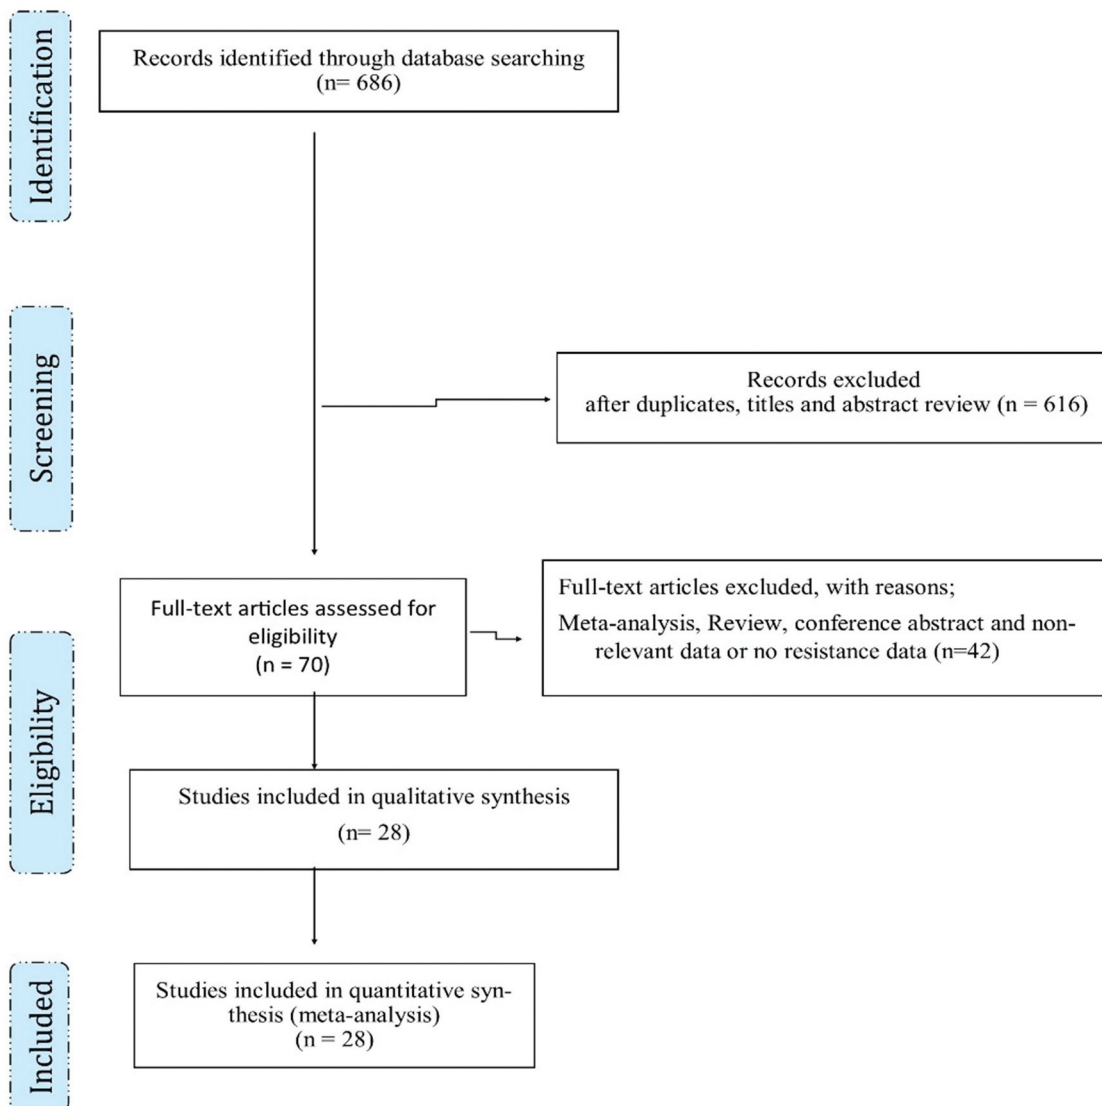 Identification
Records identified through database searching
(n= 686)
Screening
Records excluded
after duplicates, titles and abstract review (n = 616)
Eligibility
Full-text articles assessed for
eligibility
(n = 70)
Full-text articles excluded, with reasons;
Meta-analysis, Review, conference abstract and non-
relevant data or no resistance data (n=42)
Studies included in qualitative synthesis
(n= 28)
Included
Studies included in quantitative syn-
thesis (meta-analysis)
(n = 28)